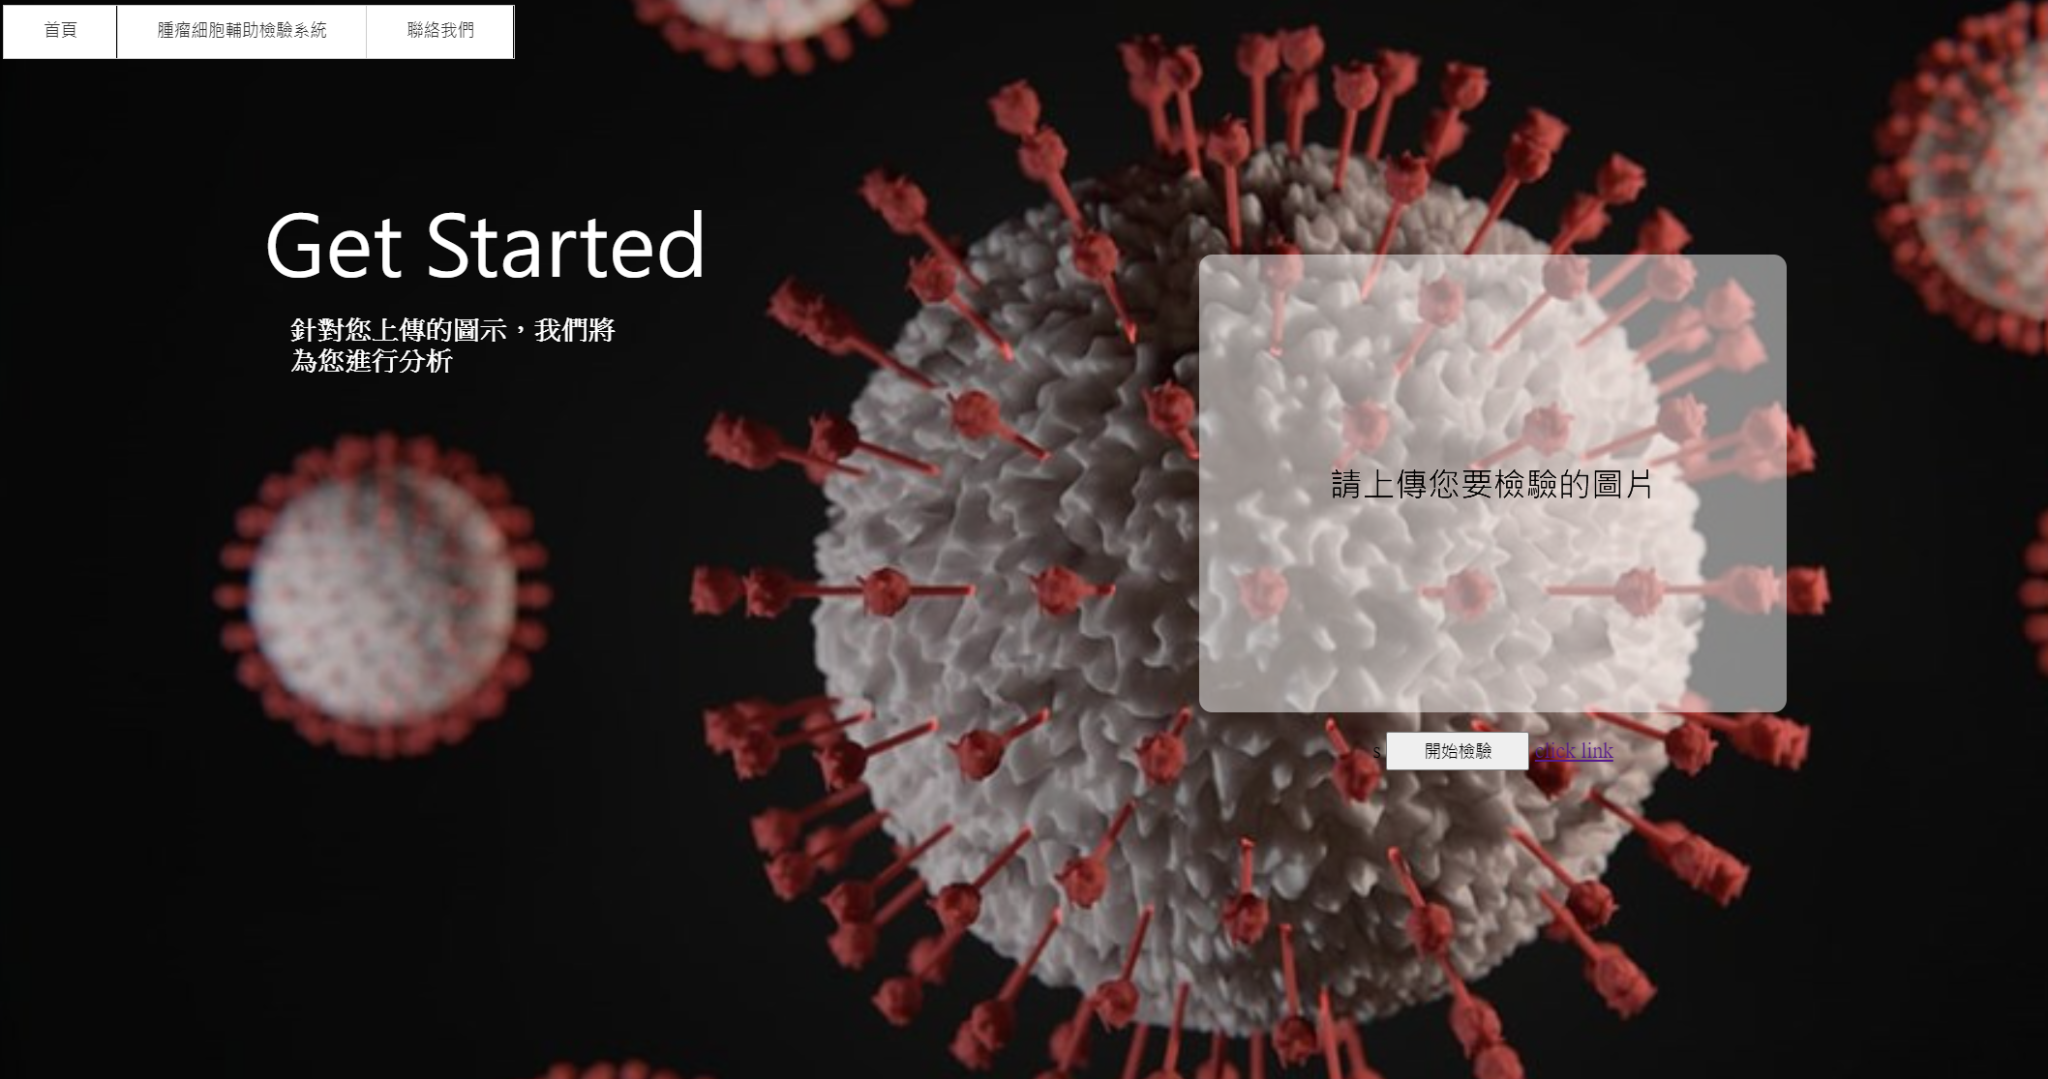 首頁
腫瘤細胞輔助檢驗系統
聯絡我們
Get Started
針對您上傳的圖示，我們將
為您進行分析
請上傳您要檢驗的圖片
s 開始檢驗 click link